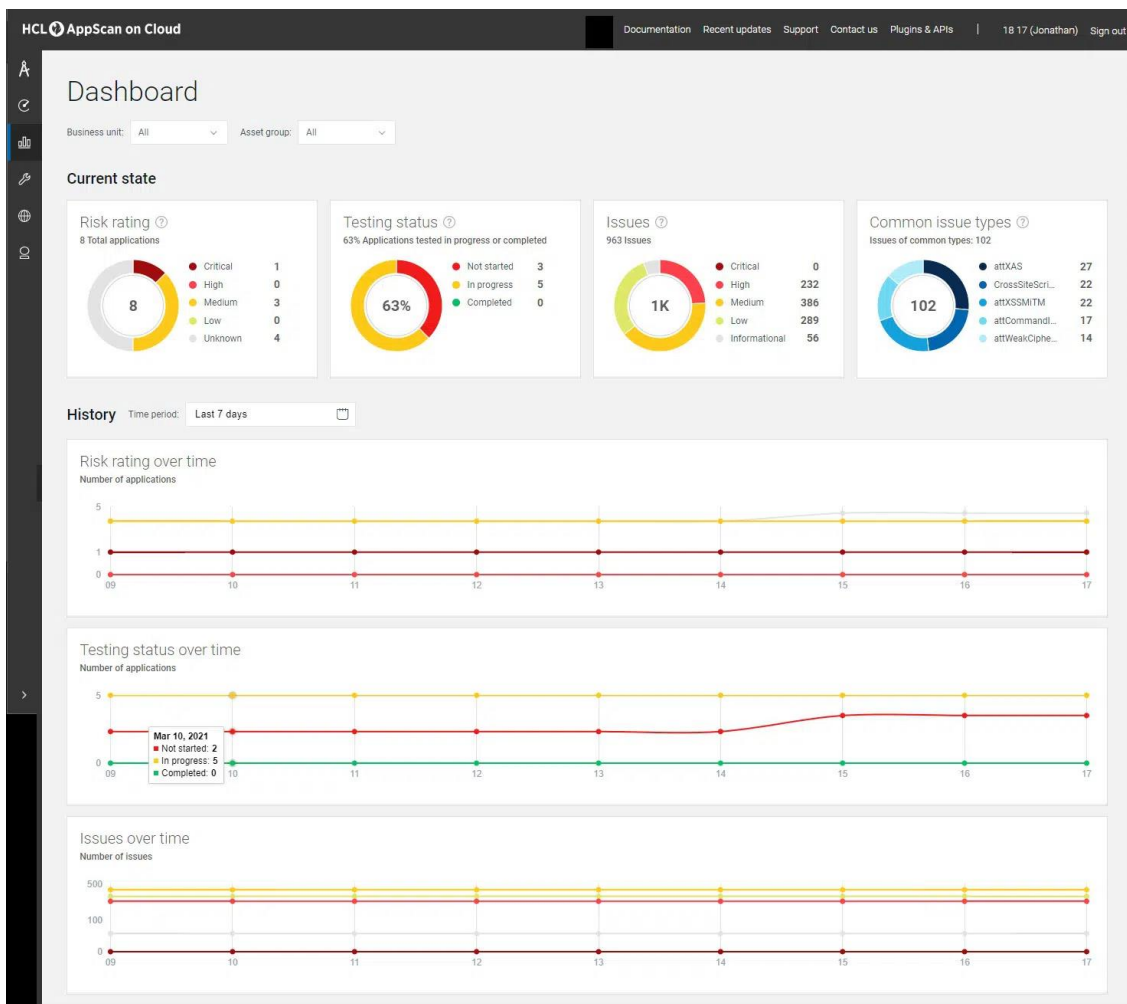 HCL AppScan on Cloud
Documentation Recent updates Support Contact us Plugins & APIs | 18 17 (Jonathan) Sign out
Dashboard
Business unit: All Asset group: All
Current state
Risk rating ?
8 Total applications
8
Critical 1
High 0
Medium 3
Low 0
Unknown 4
Testing status ?
63% Applications tested in progress or completed
63%
Not started 3
In progress 5
Completed 0
Issues ?
963 Issues
1K
Critical 0
High 232
Medium 386
Low 289
Informational 56
Common issue types ?
Issues of common types: 102
102
attXAS 27
CrossSiteScri... 22
attXSSMiTM 22
attCommandI... 17
attWeakCiphe... 14
History Time period: Last 7 days
Risk rating over time
Number of applications
5
1
0
09 10 11 12 13 14 15 16 17
Testing status over time
Number of applications
5
Mar 10, 2021
Not started: 2
In progress: 5
Completed: 0
0
09 10 11 12 13 14 15 16 17
Issues over time
Number of issues
500
100
0
09 10 11 12 13 14 15 16 17